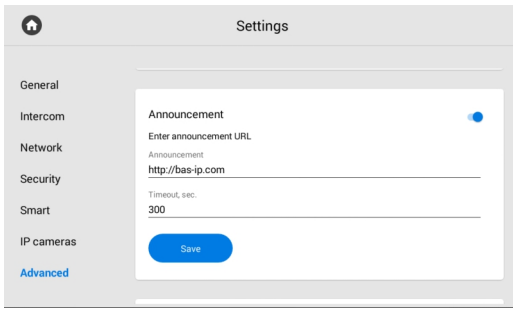 Settings
General
Intercom
Network
Security
Smart
IP cameras
Advanced
Announcement
Enter announcement URL
Announcement
http://bas-ip.com
Timeout, sec.
300
Save